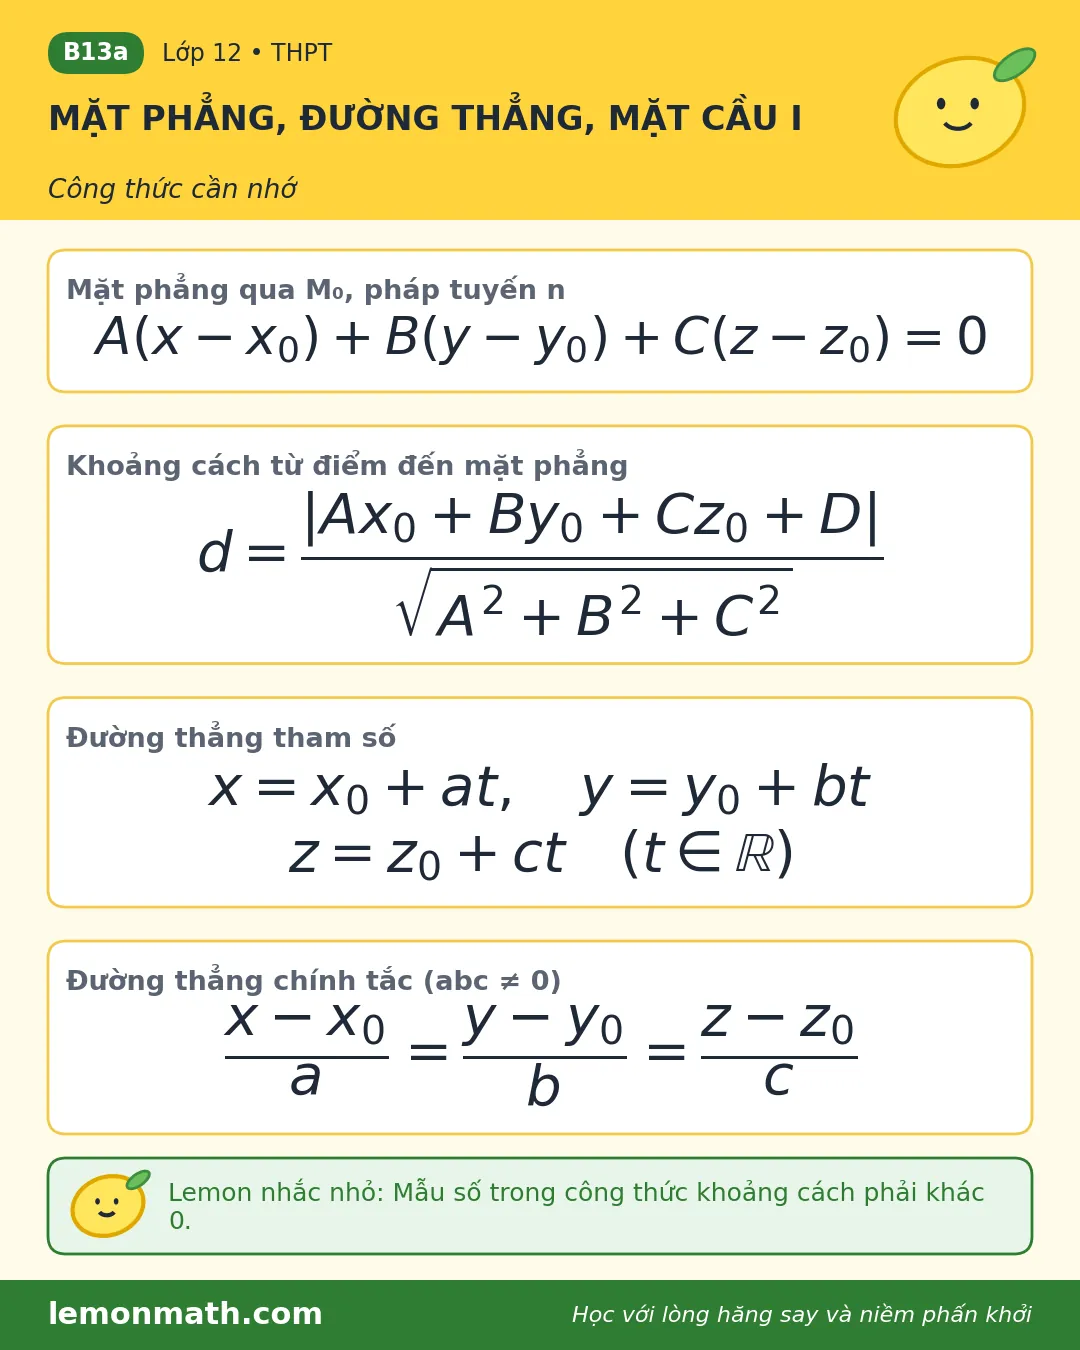 B13a Lớp 12 • THPT
MẶT PHẲNG, ĐƯỜNG THẲNG, MẶT CẦU I
Công thức cần nhớ
Mặt phẳng qua M₀, pháp tuyến n
A(x − x₀) + B(y − y₀) + C(z − z₀) = 0
Khoảng cách từ điểm đến mặt phẳng
d = |Ax₀ + By₀ + Cz₀ + D| / √(A² + B² + C²)
Đường thẳng tham số
x = x₀ + at, y = y₀ + bt
z = z₀ + ct (t ∈ ℝ)
Đường thẳng chính tắc (abc ≠ 0)
(x − x₀)/a = (y − y₀)/b = (z − z₀)/c
Lemon nhắc nhỏ: Mẫu số trong công thức khoảng cách phải khác
0.
lemonmath.com Học với lòng hăng say và niềm phấn khởi